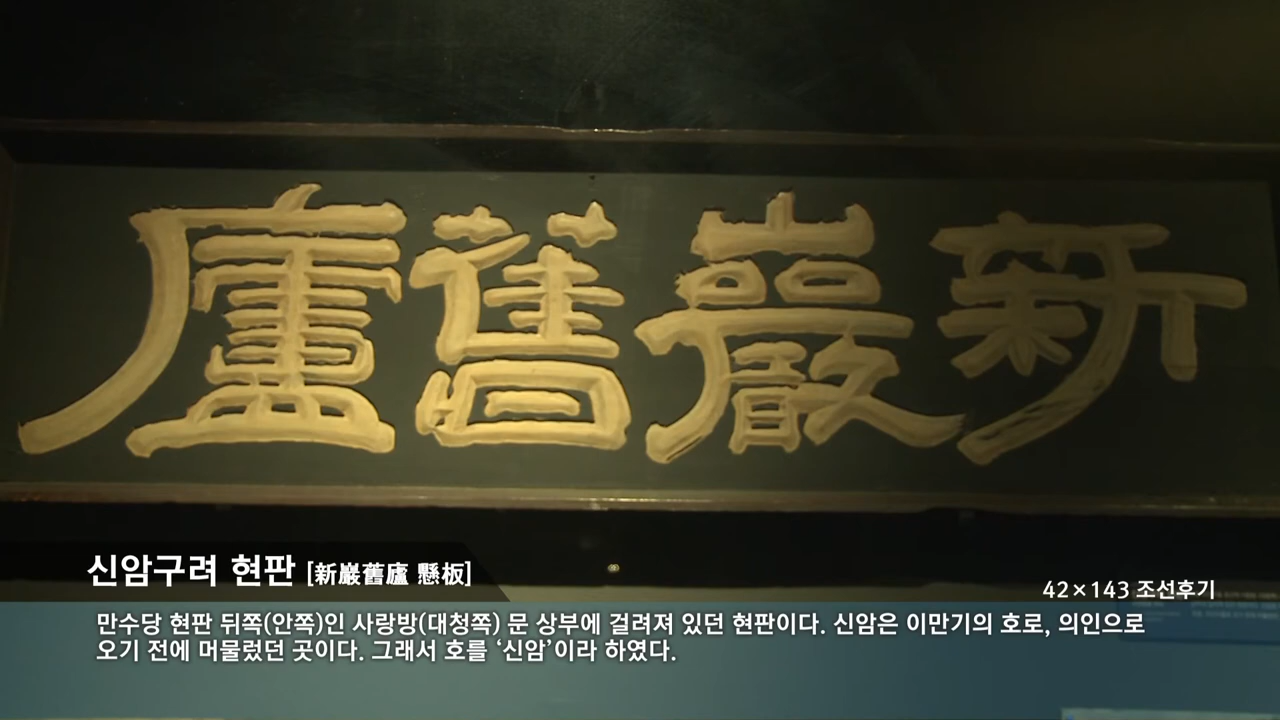 廬舊巖新
신암구려 현판 [新巖舊廬 懸板]
42×143 조선후기
만수당 현판 뒤쪽(안쪽)인 사랑방(대청쪽) 문 상부에 걸려져 있던 현판이다. 신암은 이만기의 호로, 의인으로
오기 전에 머물렀던 곳이다. 그래서 호를 ‘신암’이라 하였다.